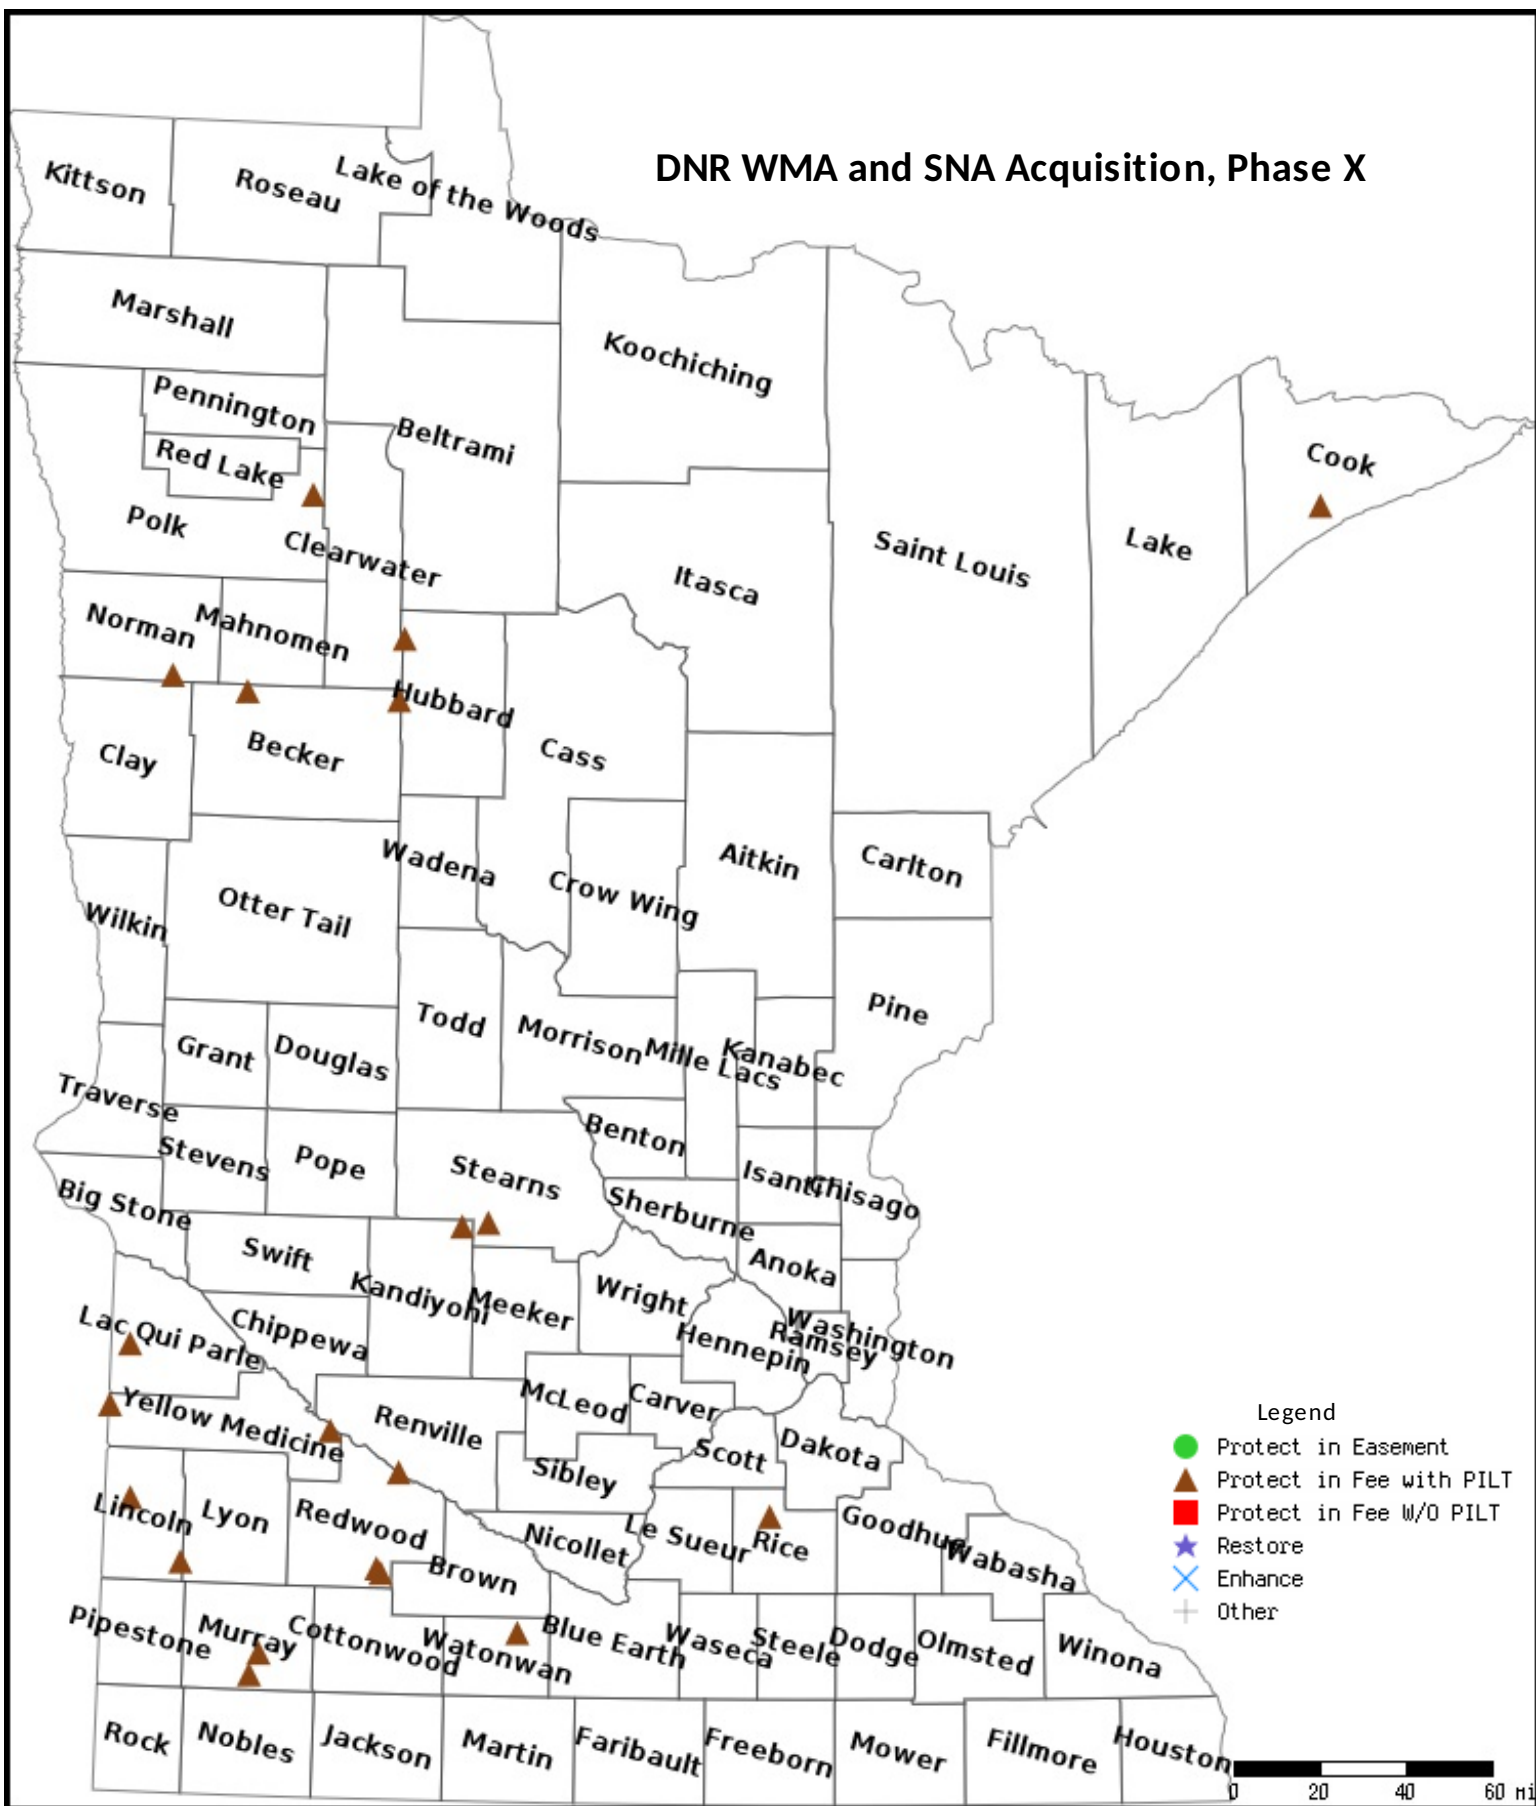 DNR WMA and SNA Acquisition, Phase X
Kittson
Roseau
Lake of the Woods
Marshall
Koochiching
Pennington
Beltrami
Red Lake
Cook
Polk
Clearwater
Saint Louis
Lake
Itasca
Norman
Mahnomen
Hubbard
Clay
Becker
Cass
Wadena
Aitkin
Carlton
Crow Wing
Otter Tail
Wilkin
Pine
Todd
Morrison
Mille Lacs
Kanabec
Grant
Douglas
Traverse
Benton
Stevens
Pope
Stearns
Isanti
Chisago
Big Stone
Sherburne
Swift
Anoka
Kandiyohi
Meeker
Wright
Lac Qui Parle
Chippewa
Hennepin
Ramsey
Washington
McLeod
Carver
Yellow Medicine
Renville
Scott
Dakota
Sibley
Lincoln
Lyon
Redwood
Nicollet
Le Sueur
Rice
Goodhue
Wabasha
Brown
Pipestone
Murray
Cottonwood
Watonwan
Blue Earth
Waseca
Steele
Dodge
Olmsted
Winona
Rock
Nobles
Jackson
Martin
Faribault
Freeborn
Mower
Fillmore
Houston
Legend
Protect in Easement
Protect in Fee with PILT
Protect in Fee W/O PILT
Restore
Enhance
Other
0 20 40 60 Mi